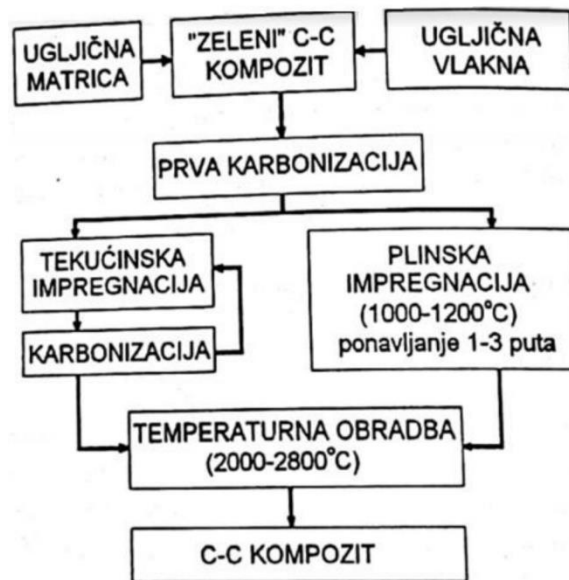 UGLJIČNA
MATRICA
"ZELENI" C-C
KOMPOZIT
UGLJIČNA
VLAKNA
PRVA KARBONIZACIJA
TEKUĆINSKA
IMPREGNACIJA
KARBONIZACIJA
PLINSKA
IMPREGNACIJA
(1000-1200°C)
ponavljanje 1-3 puta
TEMPERATURNA OBRADBA
(2000-2800°C)
C-C KOMPOZIT